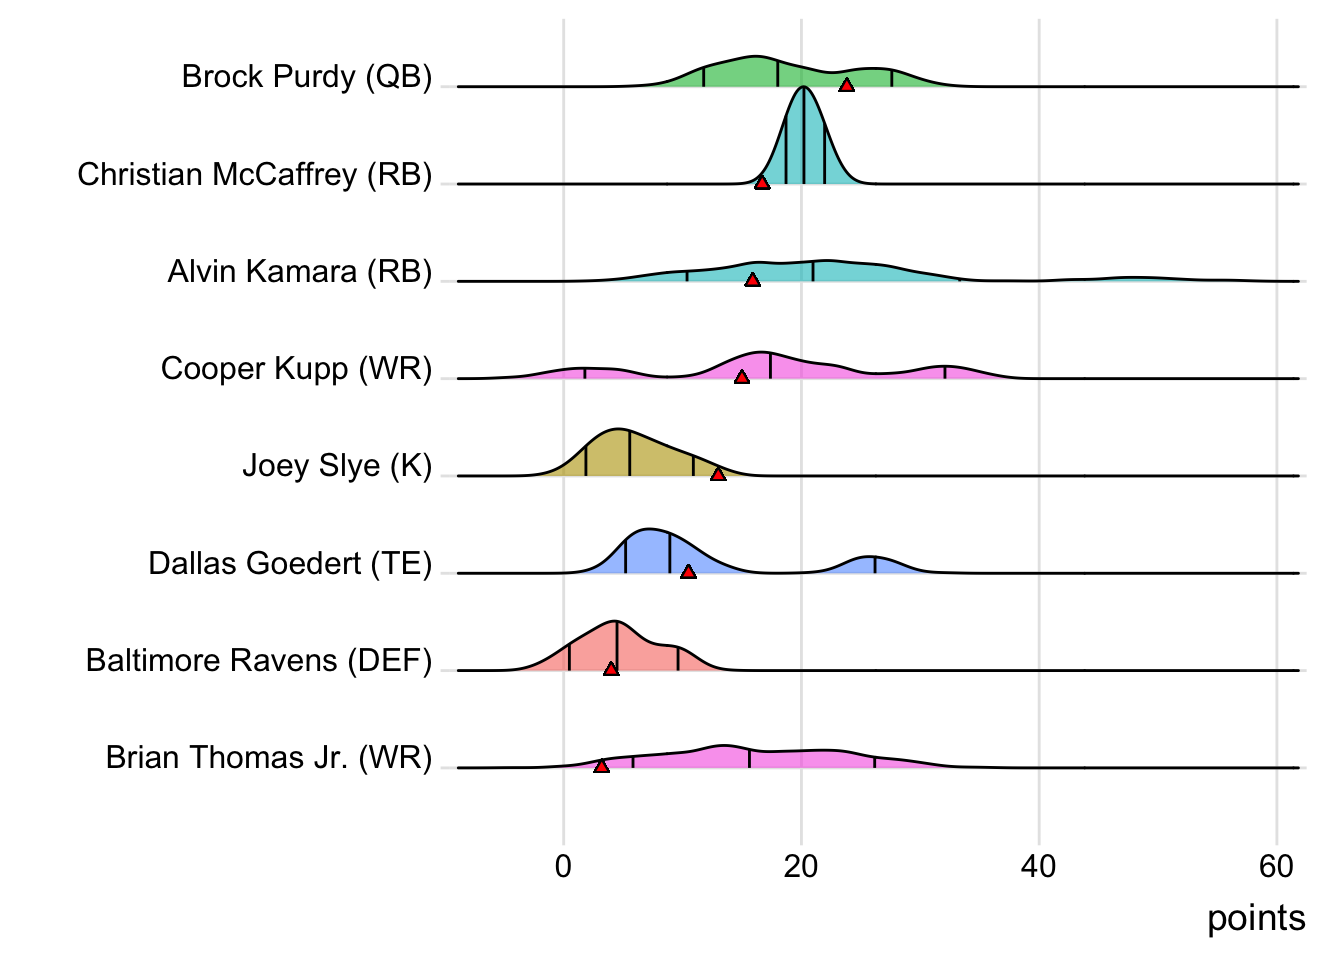 Brock Purdy (QB)
Christian McCaffrey (RB)
Alvin Kamara (RB)
Cooper Kupp (WR)
Joey Slye (K)
Dallas Goedert (TE)
Baltimore Ravens (DEF)
Brian Thomas Jr. (WR)
0 20 40 60
points